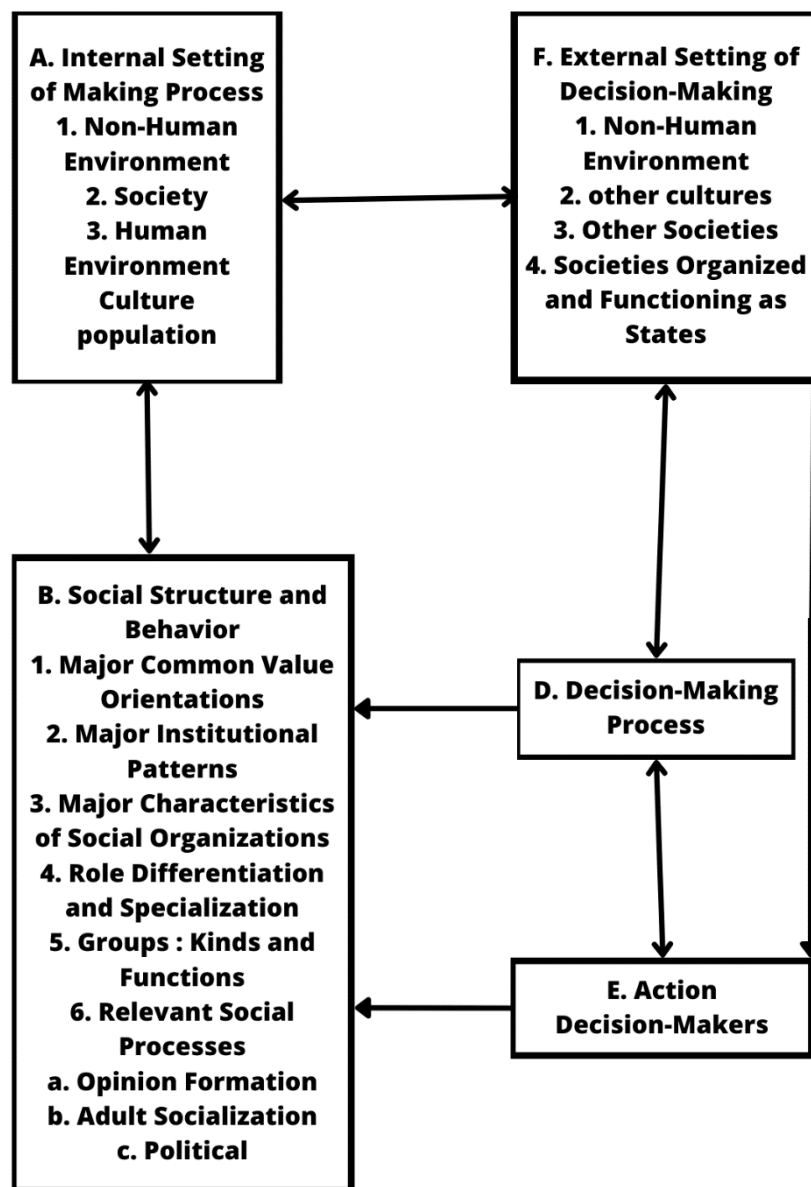 A. Internal Setting
of Making Process
1. Non-Human
Environment
2. Society
3. Human
Environment
Culture
population
F. External Setting of
Decision-Making
1. Non-Human
Environment
2. other cultures
3. Other Societies
4. Societies Organized
and Functioning as
States
B. Social Structure and
Behavior
1. Major Common Value
Orientations
2. Major Institutional
Patterns
3. Major Characteristics
of Social Organizations
4. Role Differentiation
and Specialization
5. Groups : Kinds and
Functions
6. Relevant Social
Processes
a. Opinion Formation
b. Adult Socialization
c. Political
D. Decision-Making
Process
E. Action
Decision-Makers